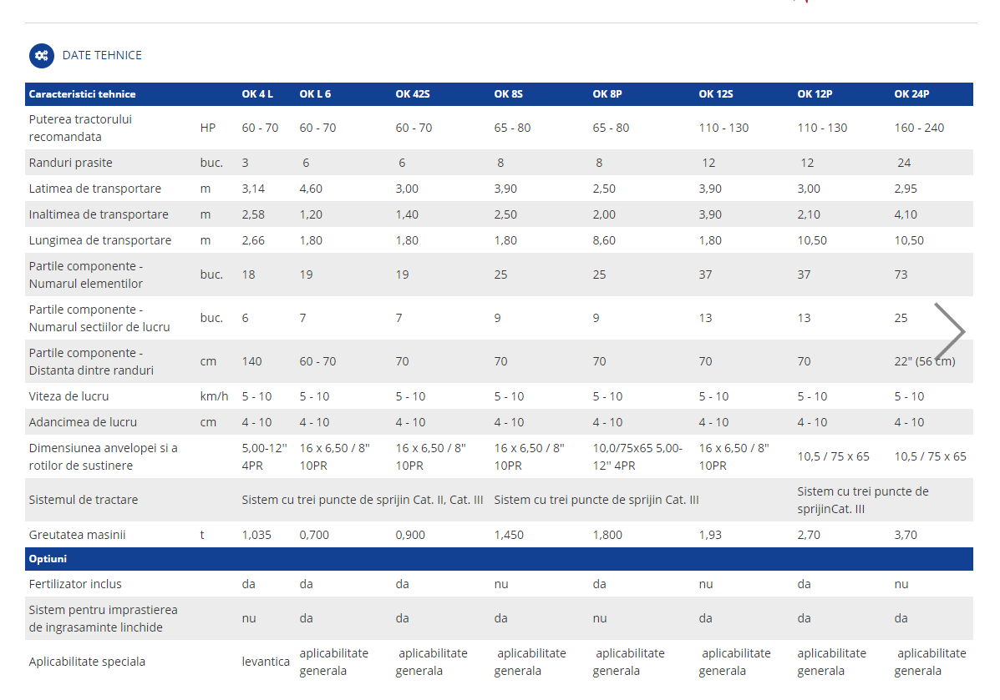 DATE TEHNICE
Caracteristici tehnice OK 4 L OK L 6 OK 42S OK 8S OK 8P OK 12S OK 12P OK 24P
Puterea tractorului
recomandata HP 60 - 70 60 - 70 60 - 70 65 - 80 65 - 80 110 - 130 110 - 130 160 - 240
Randuri prasite buc. 3 6 6 8 8 12 12 24
Latimea de transportare m 3,14 4,60 3,00 3,90 2,50 3,90 3,00 2,95
Inaltimea de transportare m 2,58 1,20 1,40 2,50 2,00 3,90 2,10 4,10
Lungimea de transportare m 2,66 1,80 1,80 1,80 8,60 1,80 10,50 10,50
Partile componente -
Numarul elementilor buc. 18 19 19 25 25 37 37 73
Partile componente -
Numarul sectiilor de lucru buc. 6 7 7 9 9 13 13 25
Partile componente -
Distanta dintre randuri cm 140 60 - 70 70 70 70 70 70 22" (56 cm)
Viteza de lucru km/h 5 - 10 5 - 10 5 - 10 5 - 10 5 - 10 5 - 10 5 - 10 5 - 10
Adancimea de lucru cm 4 - 10 4 - 10 4 - 10 4 - 10 4 - 10 4 - 10 4 - 10 4 - 10
Dimensiunea anvelopei si a 5,00-12'' 16 x 6,50 / 8" 16 x 6,50 / 8" 16 x 6,50 / 8" 10,0/75x65 5,00- 16 x 6,50 / 8" 10,5 / 75 x 65 10,5 / 75 x 65
rotilor de sustinere 4PR 10PR 10PR 10PR 12'' 4PR 10PR
Sistemul de tractare Sistem cu trei puncte de sprijin Cat. II, Cat. III Sistem cu trei puncte de sprijin Cat. III Sistem cu trei puncte de
sprijinCat. III
Greutatea masinii t 1,035 0,700 0,900 1,450 1,800 1,93 2,70 3,70
Optiuni
Fertilizator inclus da da da nu da nu da nu
Sistem pentru imprastierea
de ingrasaminte linchide nu da da da nu da da da
Aplicabilitate speciala levantica aplicabilitate aplicabilitate aplicabilitate aplicabilitate aplicabilitate aplicabilitate aplicabilitate
generala generala generala generala generala generala generala